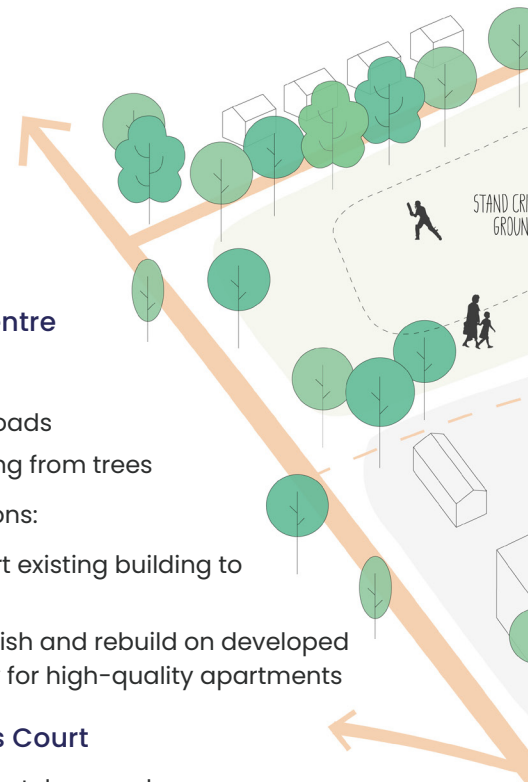 STAND CRI
GROUN
entre
oads
ng from trees
ons:
rt existing building to
ish and rebuild on developed
for high-quality apartments
s Court